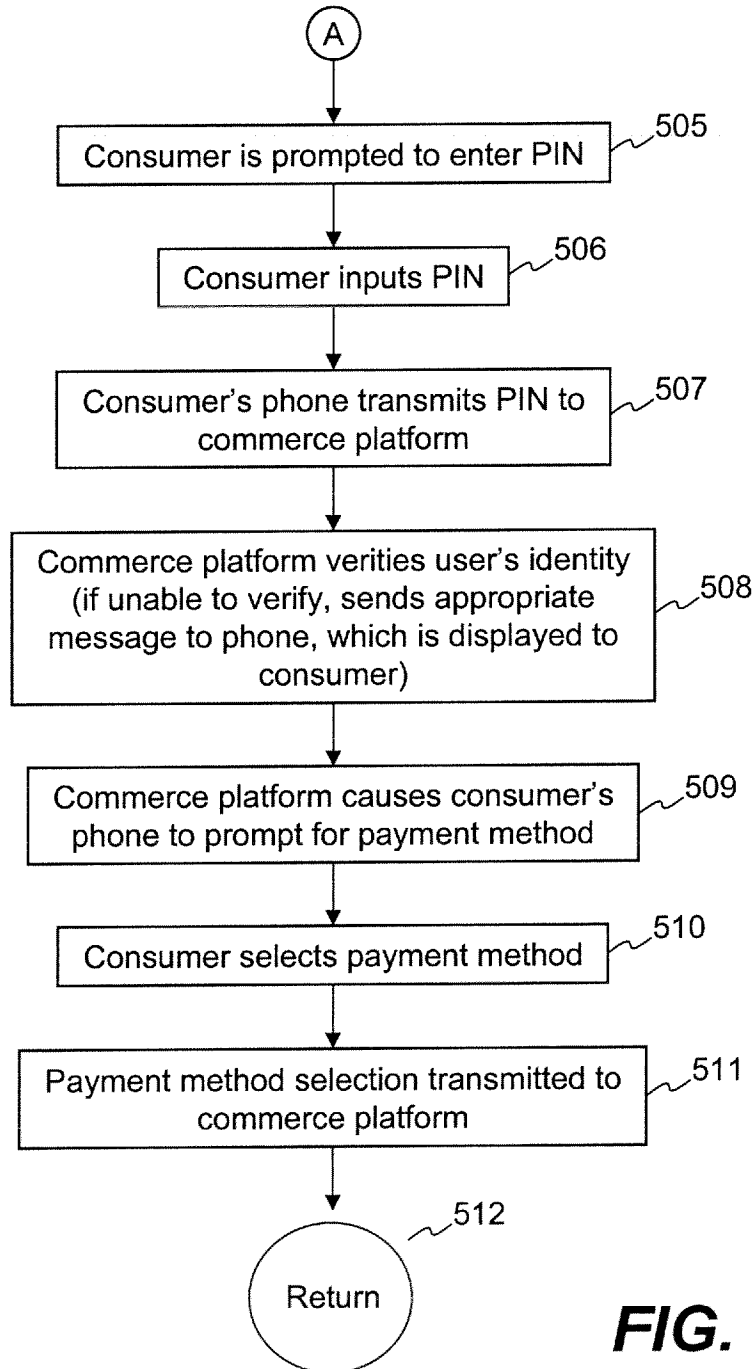 A
505
Consumer is prompted to enter PIN
506
Consumer inputs PIN
507
Consumer's phone transmits PIN to
commerce platform
508
Commerce platform verities user's identity
(if unable to verify, sends appropriate
message to phone, which is displayed to
consumer)
509
Commerce platform causes consumer's
phone to prompt for payment method
510
Consumer selects payment method
511
Payment method selection transmitted to
commerce platform
512
Return
FIG.